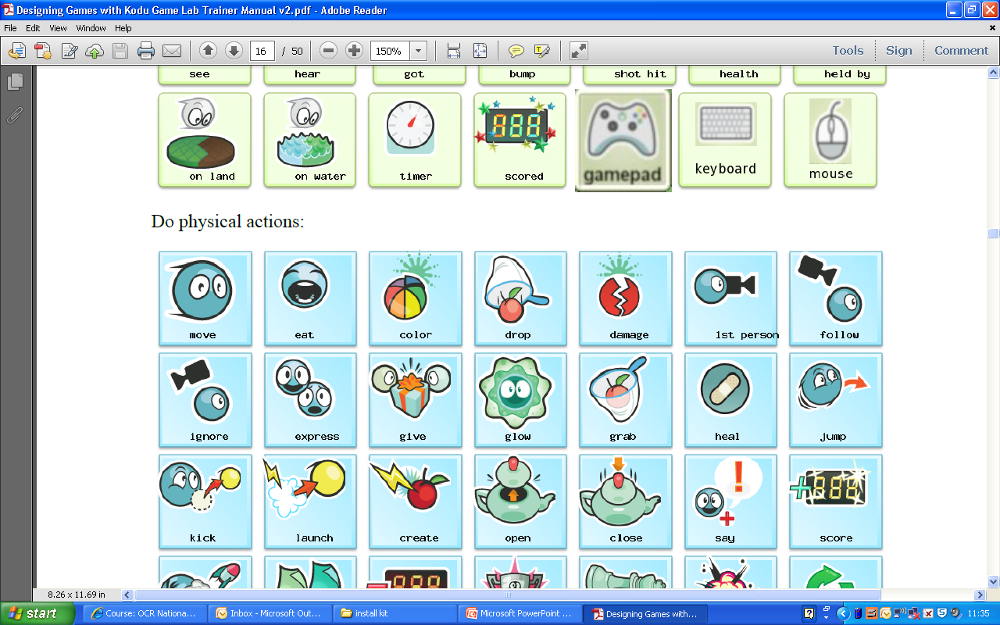 Designing Games with Kodu Game Lab Trainer Manual v2.pdf - Adobe Reader
File Edit View Window Help
16 / 50 150% Tools Sign Comment
see hear got bump shot hit health held by
on land on water timer scored gamepad keyboard mouse
Do physical actions:
move eat color drop damage 1st person follow
ignore express give glow grab heal jump
kick launch create open close say score
8.26 x 11.69 in
start Course: OCR Nationa... Inbox - Microsoft Out... install kit Microsoft PowerPoint ... Designing Games with... 11:35